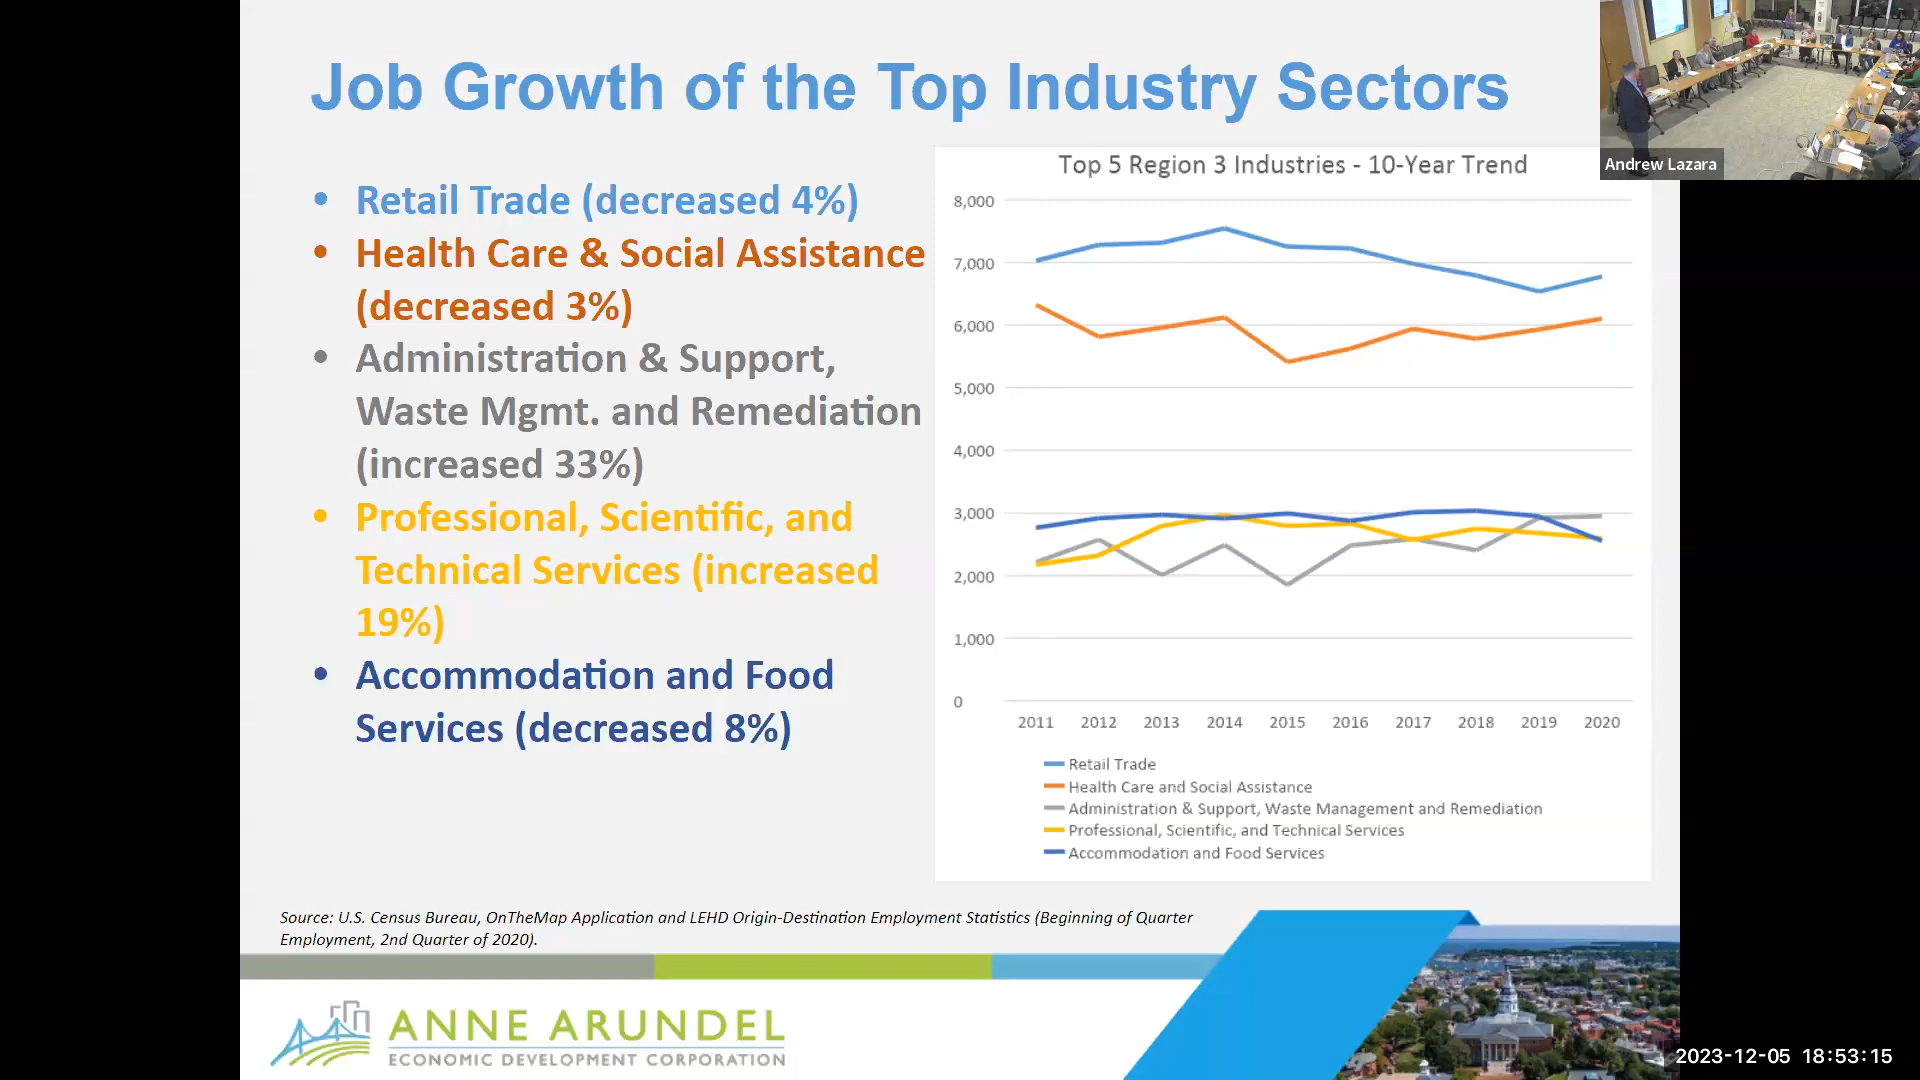 Job Growth of the Top Industry Sectors
Andrew Lazara
• Retail Trade (decreased 4%)
• Health Care & Social Assistance
(decreased 3%)
• Administration & Support,
Waste Mgmt. and Remediation
(increased 33%)
• Professional, Scientific, and
Technical Services (increased
19%)
• Accommodation and Food
Services (decreased 8%)
Top 5 Region 3 Industries - 10-Year Trend
8,000
7,000
6,000
5,000
4,000
3,000
2,000
1,000
0
2011 2012 2013 2014 2015 2016 2017 2018 2019 2020
Retail Trade
Health Care and Social Assistance
Administration & Support, Waste Management and Remediation
Professional, Scientific, and Technical Services
Accommodation and Food Services
Source: U.S. Census Bureau, OnTheMap Application and LEHD Origin-Destination Employment Statistics (Beginning of Quarter
Employment, 2nd Quarter of 2020).
ANNE ARUNDEL
ECONOMIC DEVELOPMENT CORPORATION
2023-12-05 18:53:15